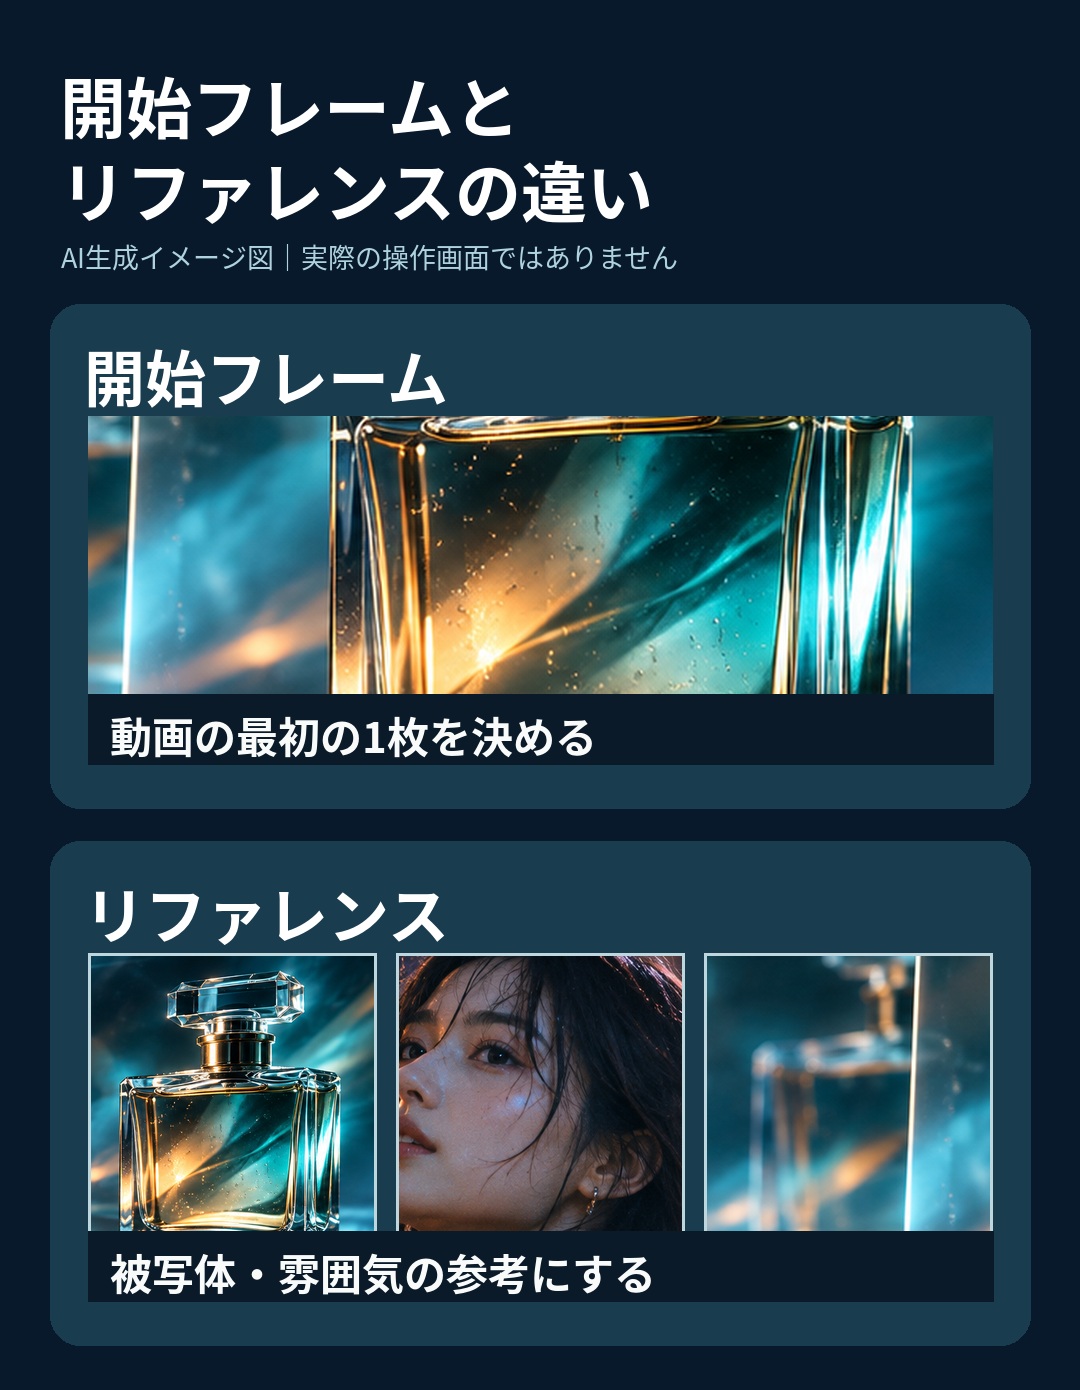 開始フレームと
リファレンスの違い
AI生成イメージ図｜実際の操作画面ではありません
開始フレーム
動画の最初の1枚を決める
リファレンス
被写体・雰囲気の参考にする